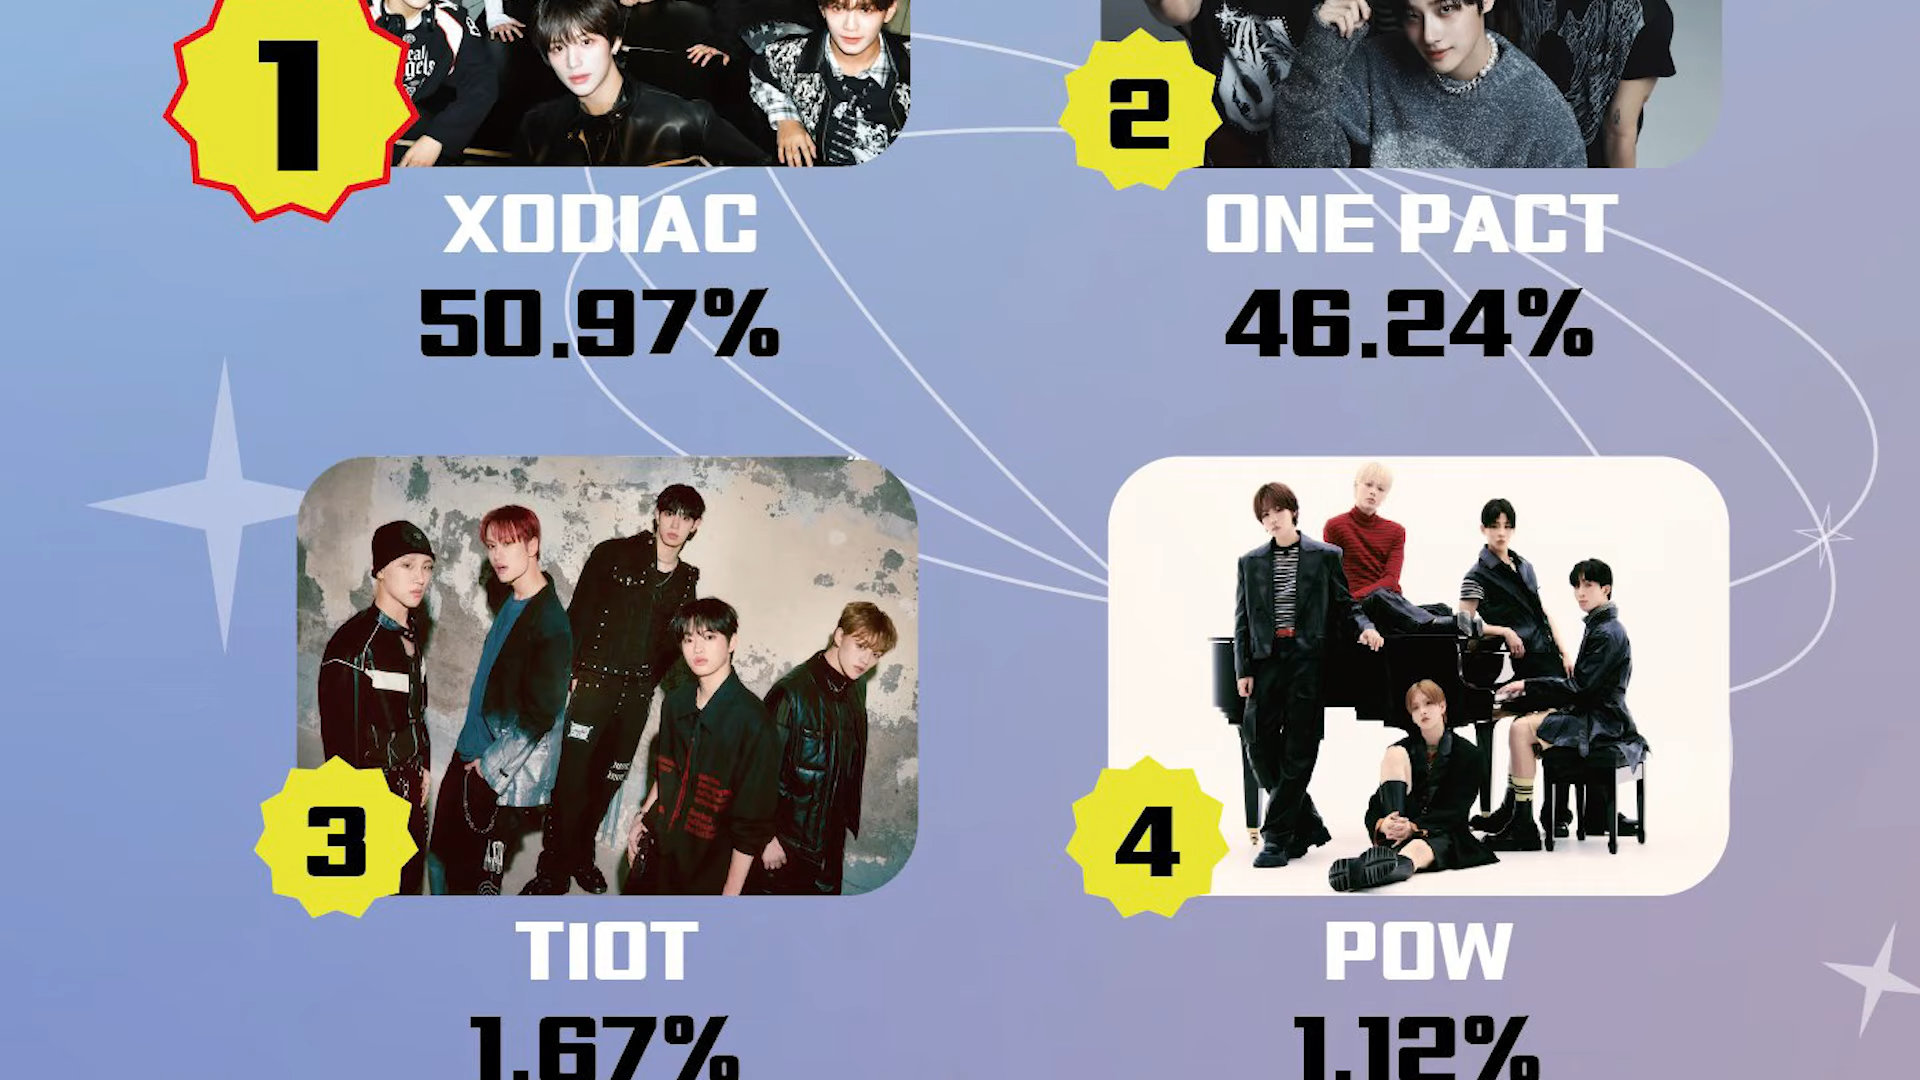 1
2
XODIAC
ONE PACT
50.97%
46.24%
3
4
TIOT
POW
1.67%
1.12%